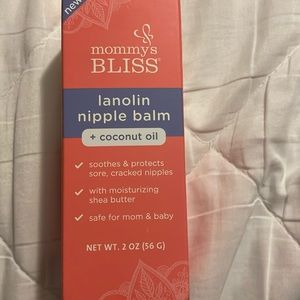 new
mommy's
BLISS®
lanolin
nipple balm
+ coconut oil
soothes & protects
sore, cracked nipples
with moisturizing
shea butter
safe for mom & baby
NET WT. 2 OZ (56 G)